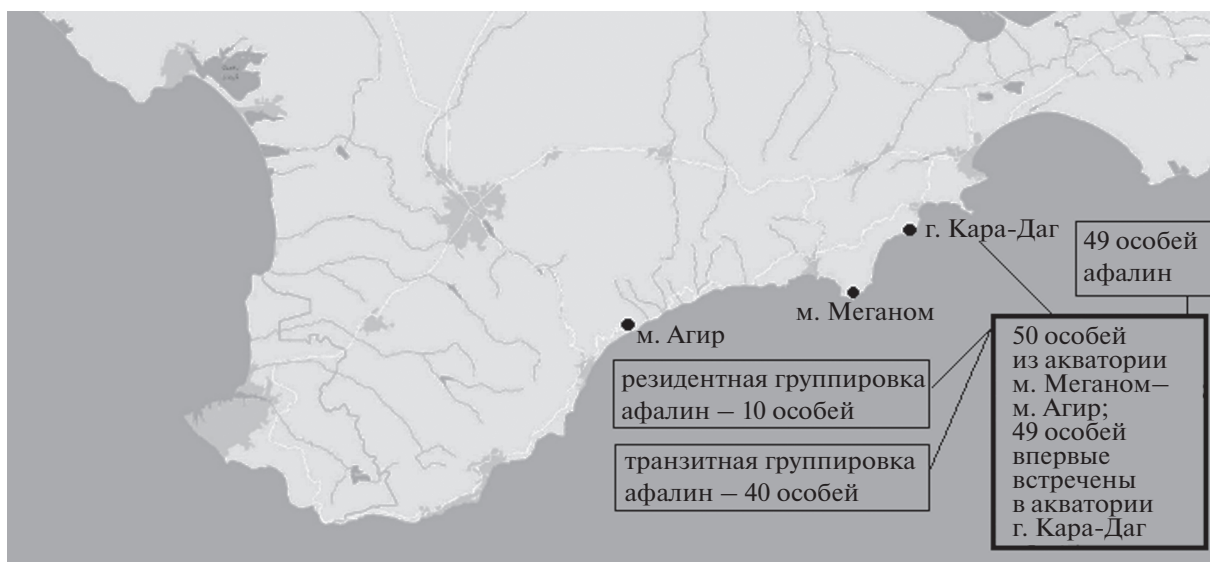 г. Кара-Даг
49 особей
афалин
м. Меганом
м. Агир
50 особей
из акватории
м. Меганом–
м. Агир;
49 особей
впервые
встречены
в акватории
г. Кара-Даг
резидентная группировка
афалин – 10 особей
транзитная группировка
афалин – 40 особей